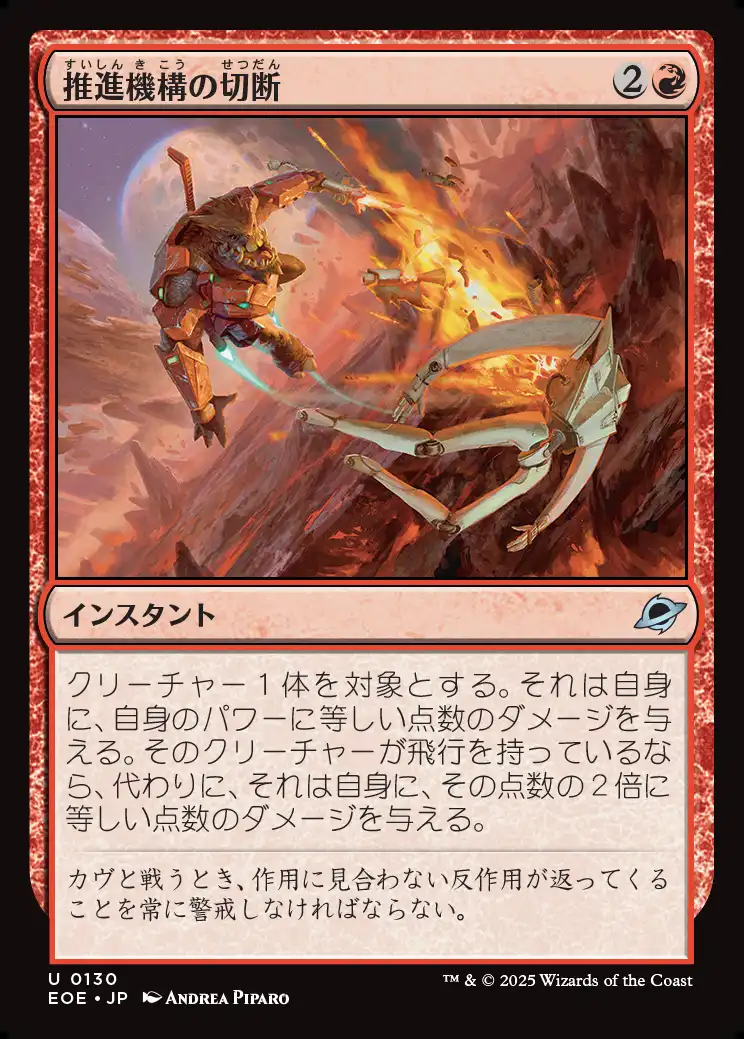 すいしん き こう せつだん
推進機構の切断
2
インスタント
クリーチャー1体を対象とする。それは自身
に、自身のパワーに等しい点数のダメージを与
える。そのクリーチャーが飛行を持っているな
ら、代わりに、それは自身に、その点数の2倍に
等しい点数のダメージを与える。
カヴと戦うとき、作用に見合わない反作用が返ってくる
ことを常に警戒しなければならない。
U 0130
EOE • JP ANDREA PIPARO
™ & © 2025 Wizards of the Coast